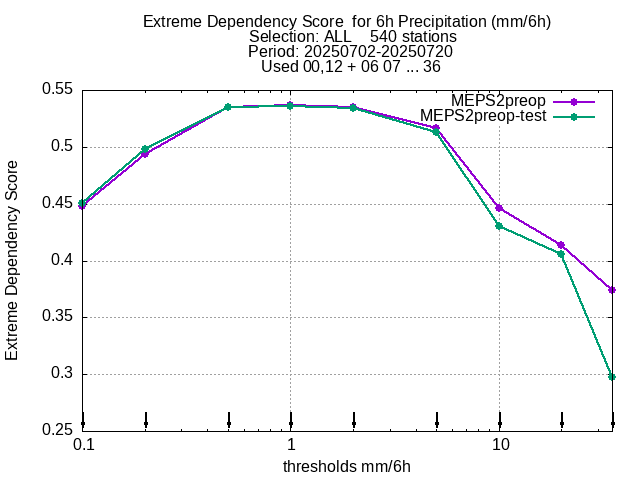 Extreme Dependency Score  for 6h Precipitation (mm/6h)
Selection: ALL    540 stations
Period: 20250702-20250720
Used 00,12 + 06 07 ... 36
MEPS2preop
MEPS2preop-test
Extreme Dependency Score
0.55
0.5
0.45
0.4
0.35
0.3
0.25
0.1 1 10
thresholds mm/6h